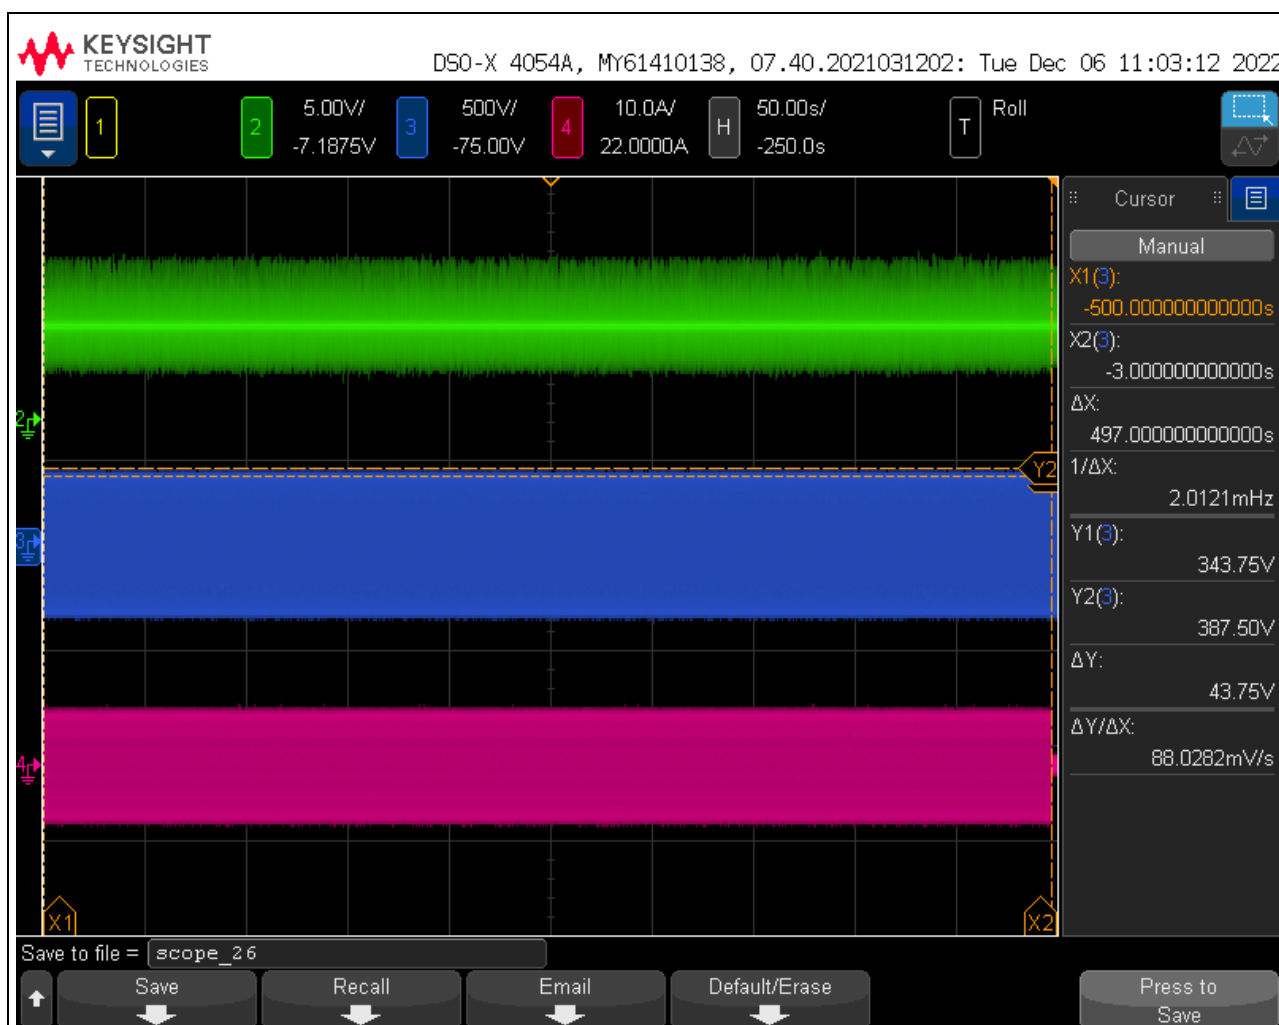 KEYSIGHT
TECHNOLOGIES
DSO-X 4054A, MY61410138, 07.40.2021031202: Tue Dec 06 11:03:12 2022
1
2
5.00V/
-7.1875V
3
500V/
-75.00V
4
10.0A/
22.0000A
H
50.00s/
-250.0s
T
Roll
Cursor
Manual
X1(3):
-500.000000000000s
X2(3):
-3.000000000000s
ΔX:
497.000000000000s
1/ΔX:
2.0121mHz
Y1(3):
343.75V
Y2(3):
387.50V
ΔY:
43.75V
ΔY/ΔX:
88.0282mV/s
2
Y2
3
4
X1
X2
Save to file = scope_26
Save
Recall
Email
Default/Erase
Press to
Save